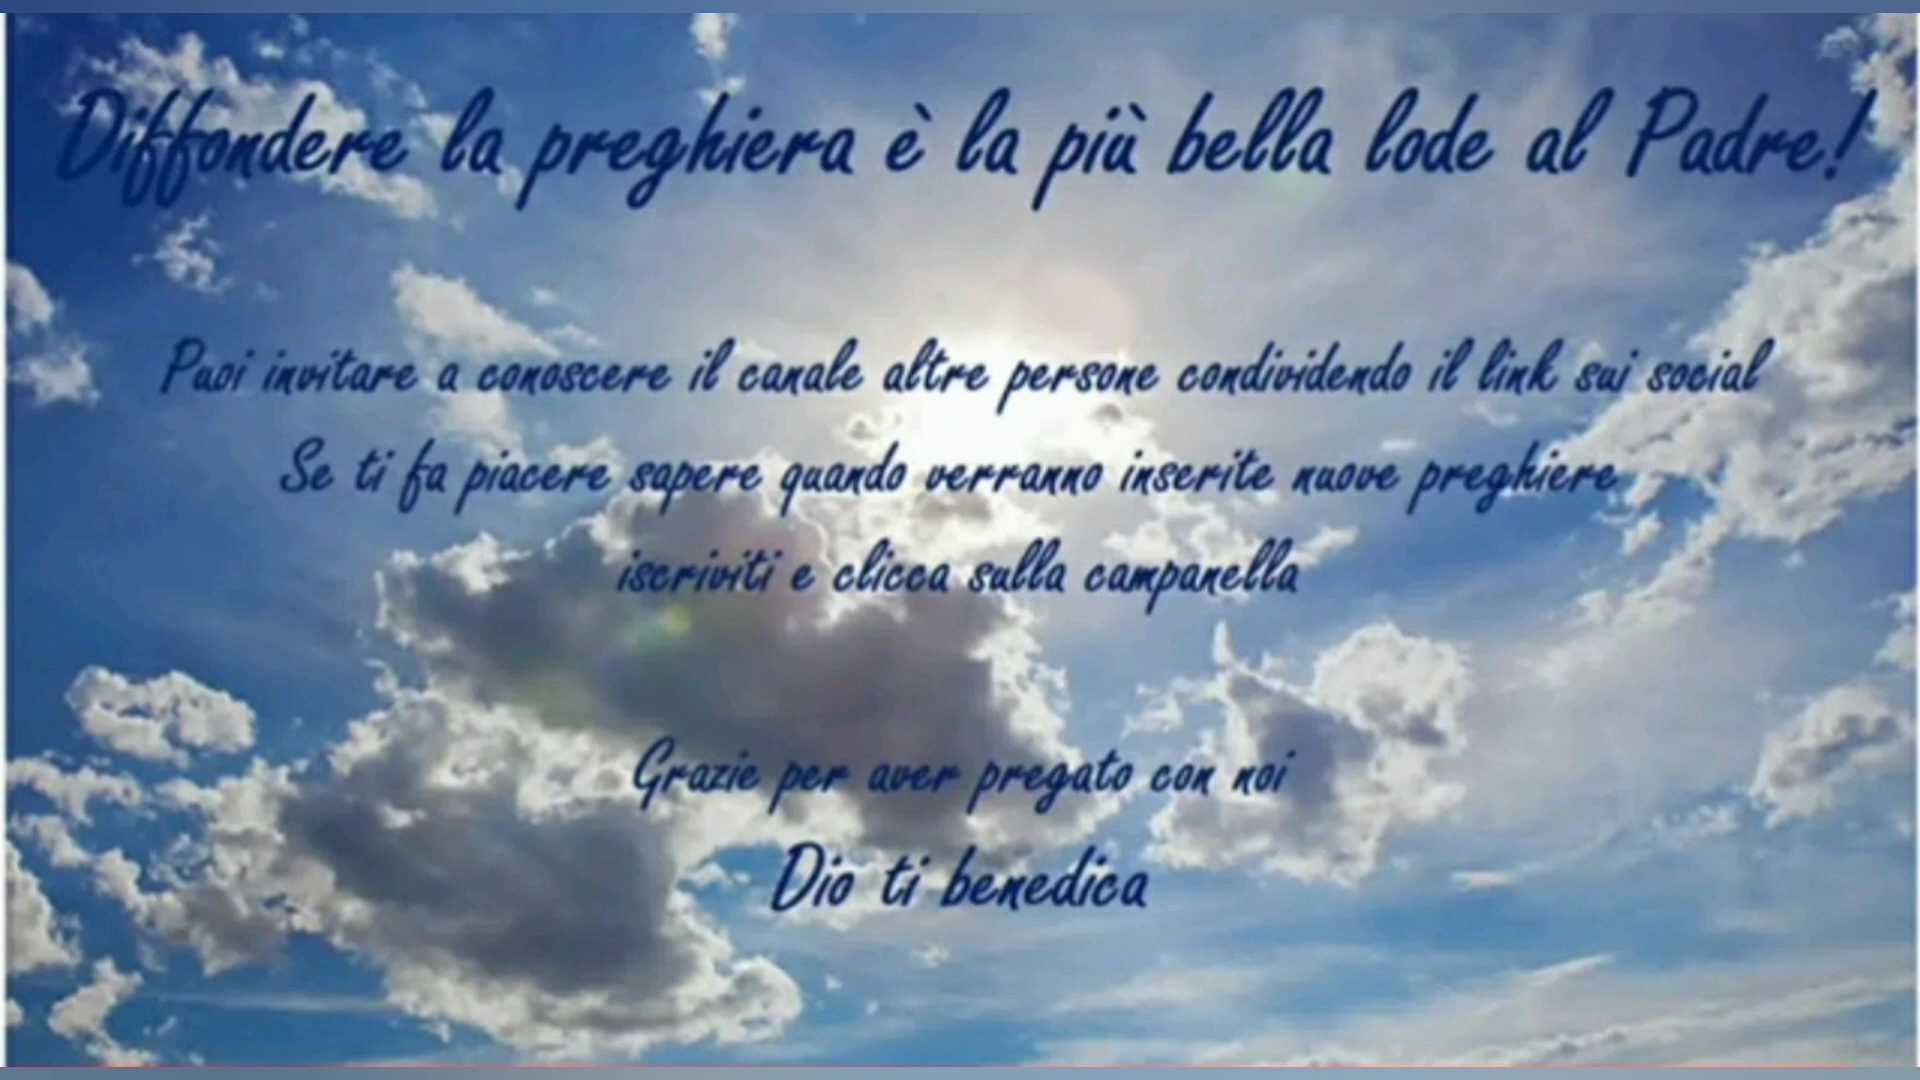 Diffondere la preghiera è la più bella lode al Padre!
Puoi invitare a conoscere il canale altre persone condividendo il link sui social
Se ti fa piacere sapere quando verranno inserite nuove preghiere
iscriviti e clicca sulla campanella
Grazie per aver pregato con noi
Dio ti benedica